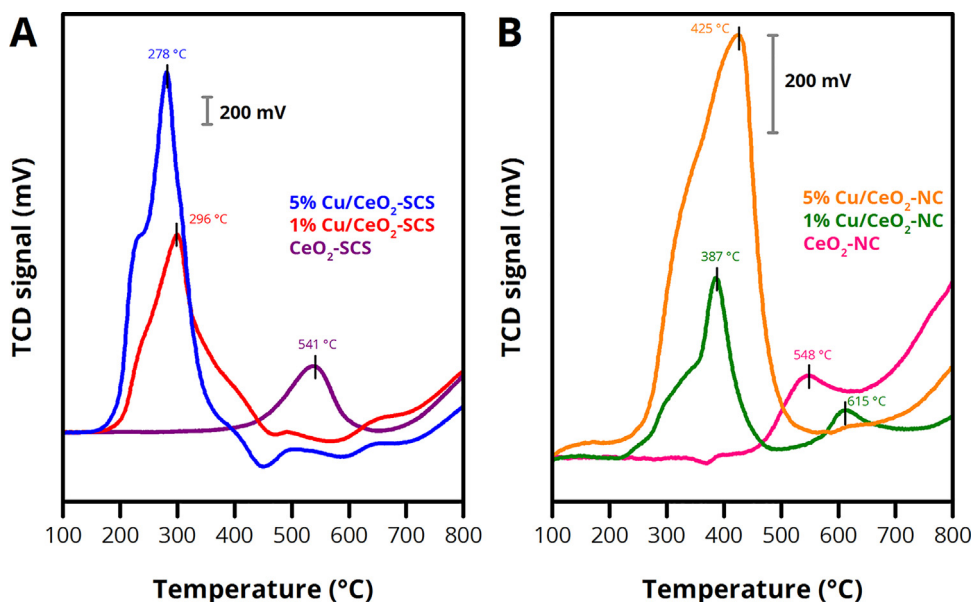 A
278 °C
200 mV
5% Cu/CeO₂-SCS
1% Cu/CeO₂-SCS
CeO₂-SCS
296 °C
541 °C
TCD signal (mV)
100 200 300 400 500 600 700 800
Temperature (°C)
B
425 °C
200 mV
5% Cu/CeO₂-NC
1% Cu/CeO₂-NC
CeO₂-NC
387 °C
548 °C
615 °C
TCD signal (mV)
100 200 300 400 500 600 700 800
Temperature (°C)